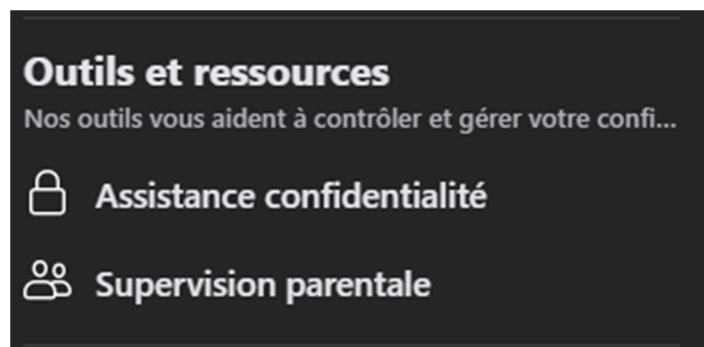 Outils et ressources
Nos outils vous aident à contrôler et gérer votre confi...
Assistance confidentialité
Supervision parentale